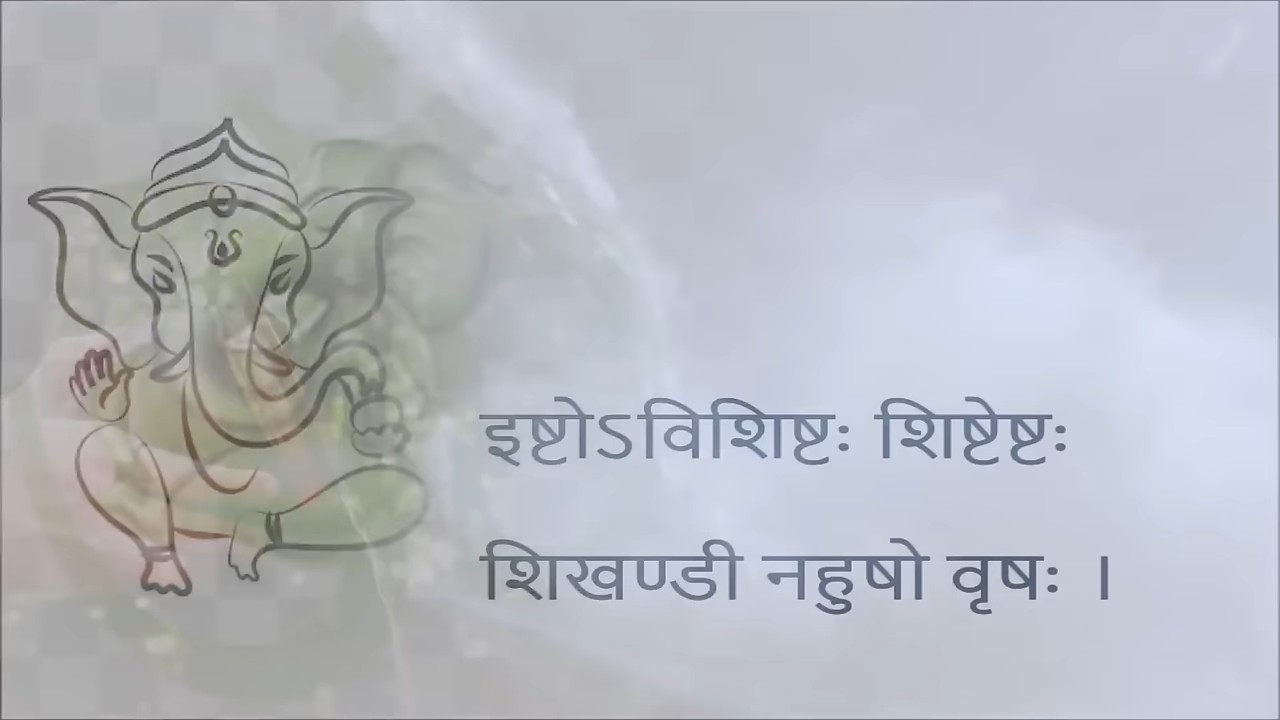 इष्टोऽविशिष्टः शिष्टेष्टः
शिखण्डी नहुषो वृषः ।